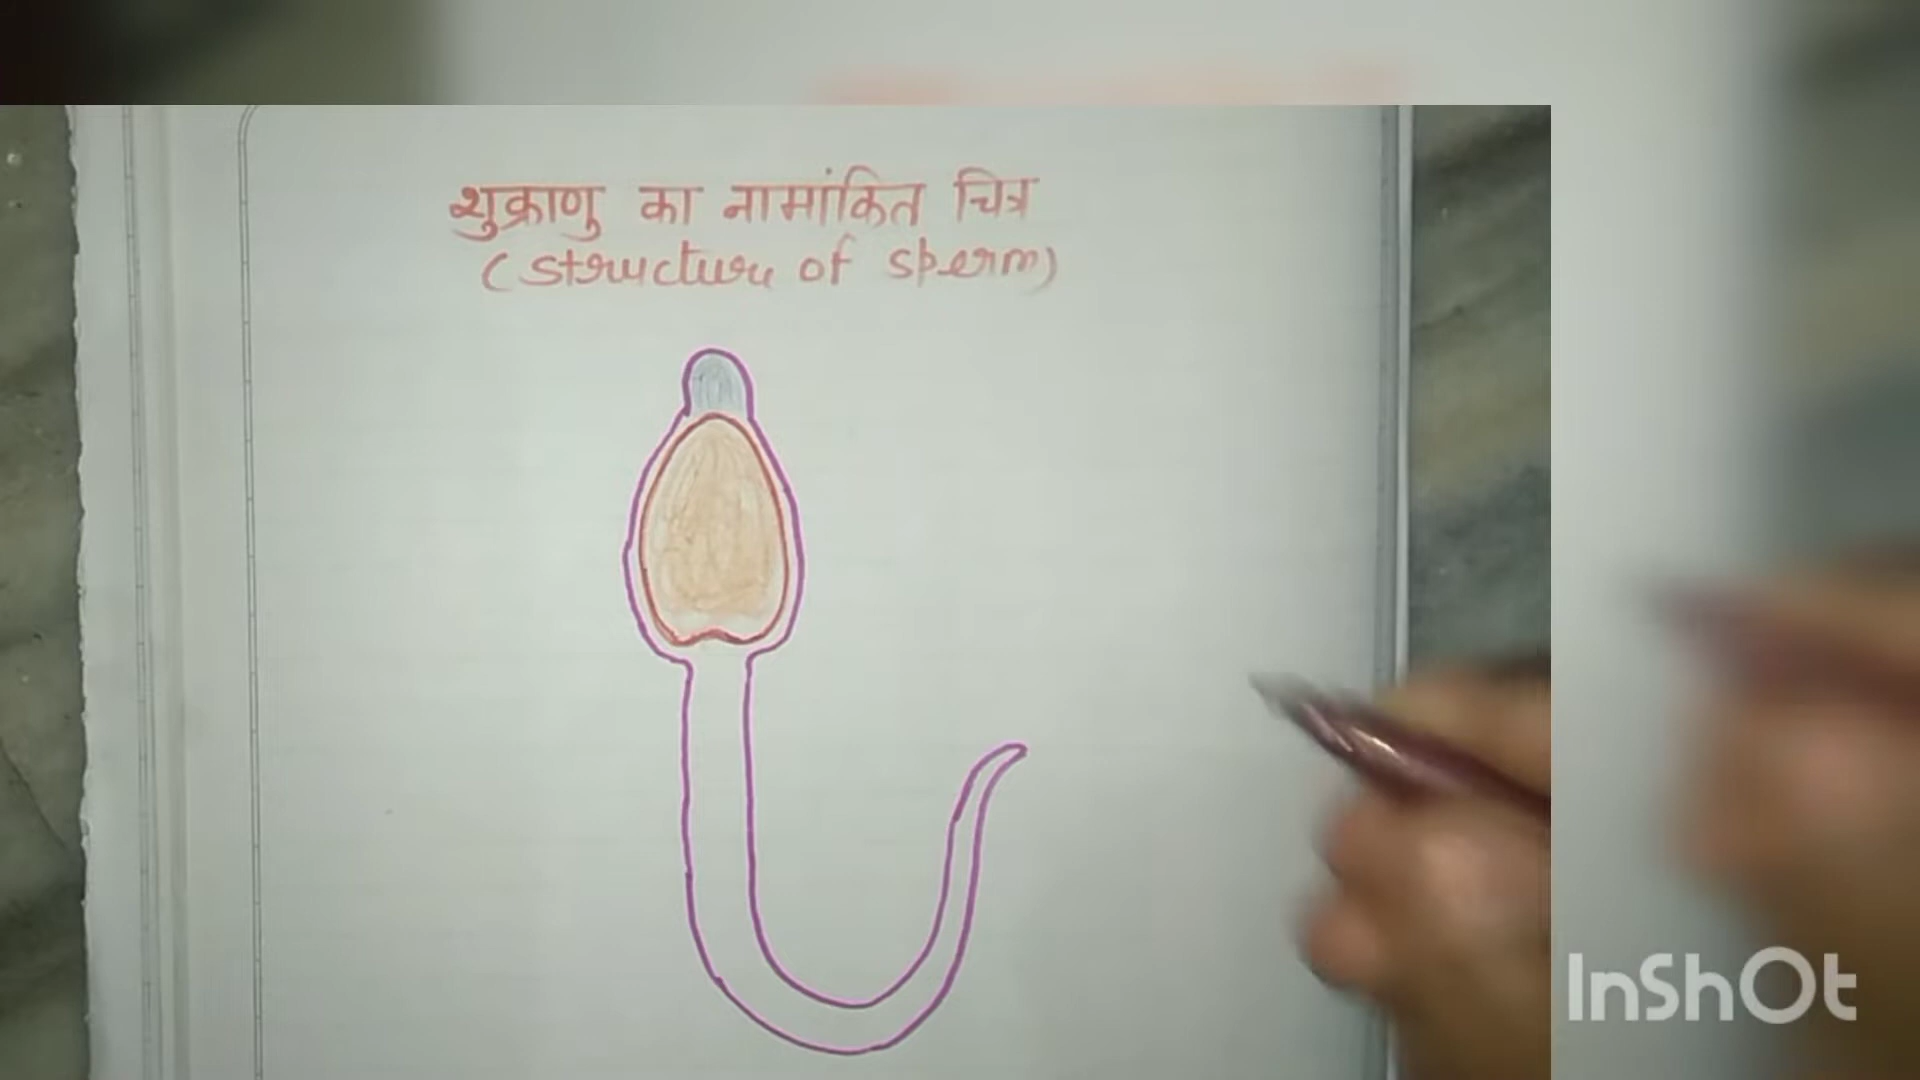 शुक्राणु का नामांकित चित्र
(structure of sperm)
InShOt